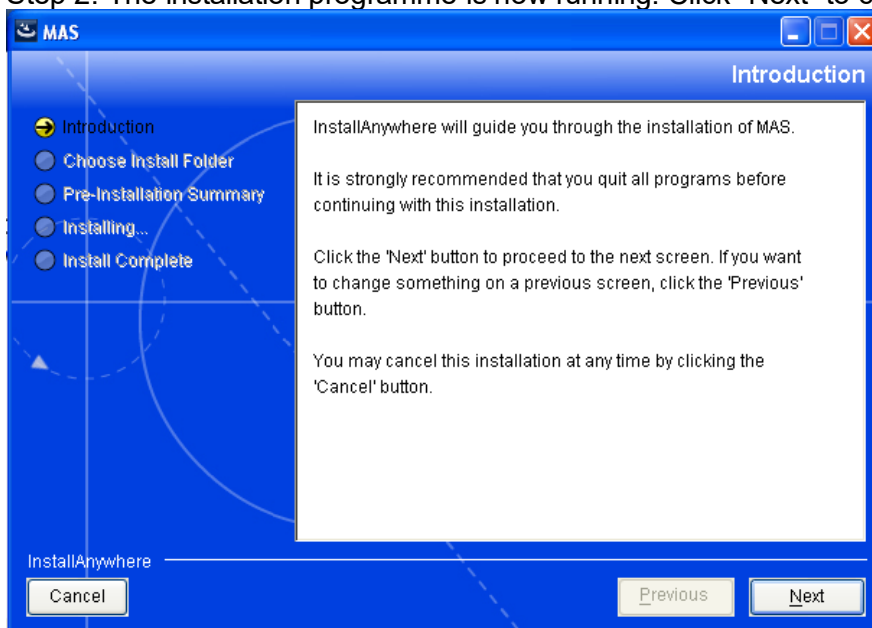 Step 2: The installation programme is now running. Click "Next" to
MAS
Introduction
Introduction
Choose Install Folder
Pre-Installation Summary
Installing...
Install Complete
InstallAnywhere will guide you through the installation of MAS.
It is strongly recommended that you quit all programs before
continuing with this installation.
Click the 'Next' button to proceed to the next screen. If you want
to change something on a previous screen, click the 'Previous'
button.
You may cancel this installation at any time by clicking the
'Cancel' button.
InstallAnywhere
Cancel
Previous
Next